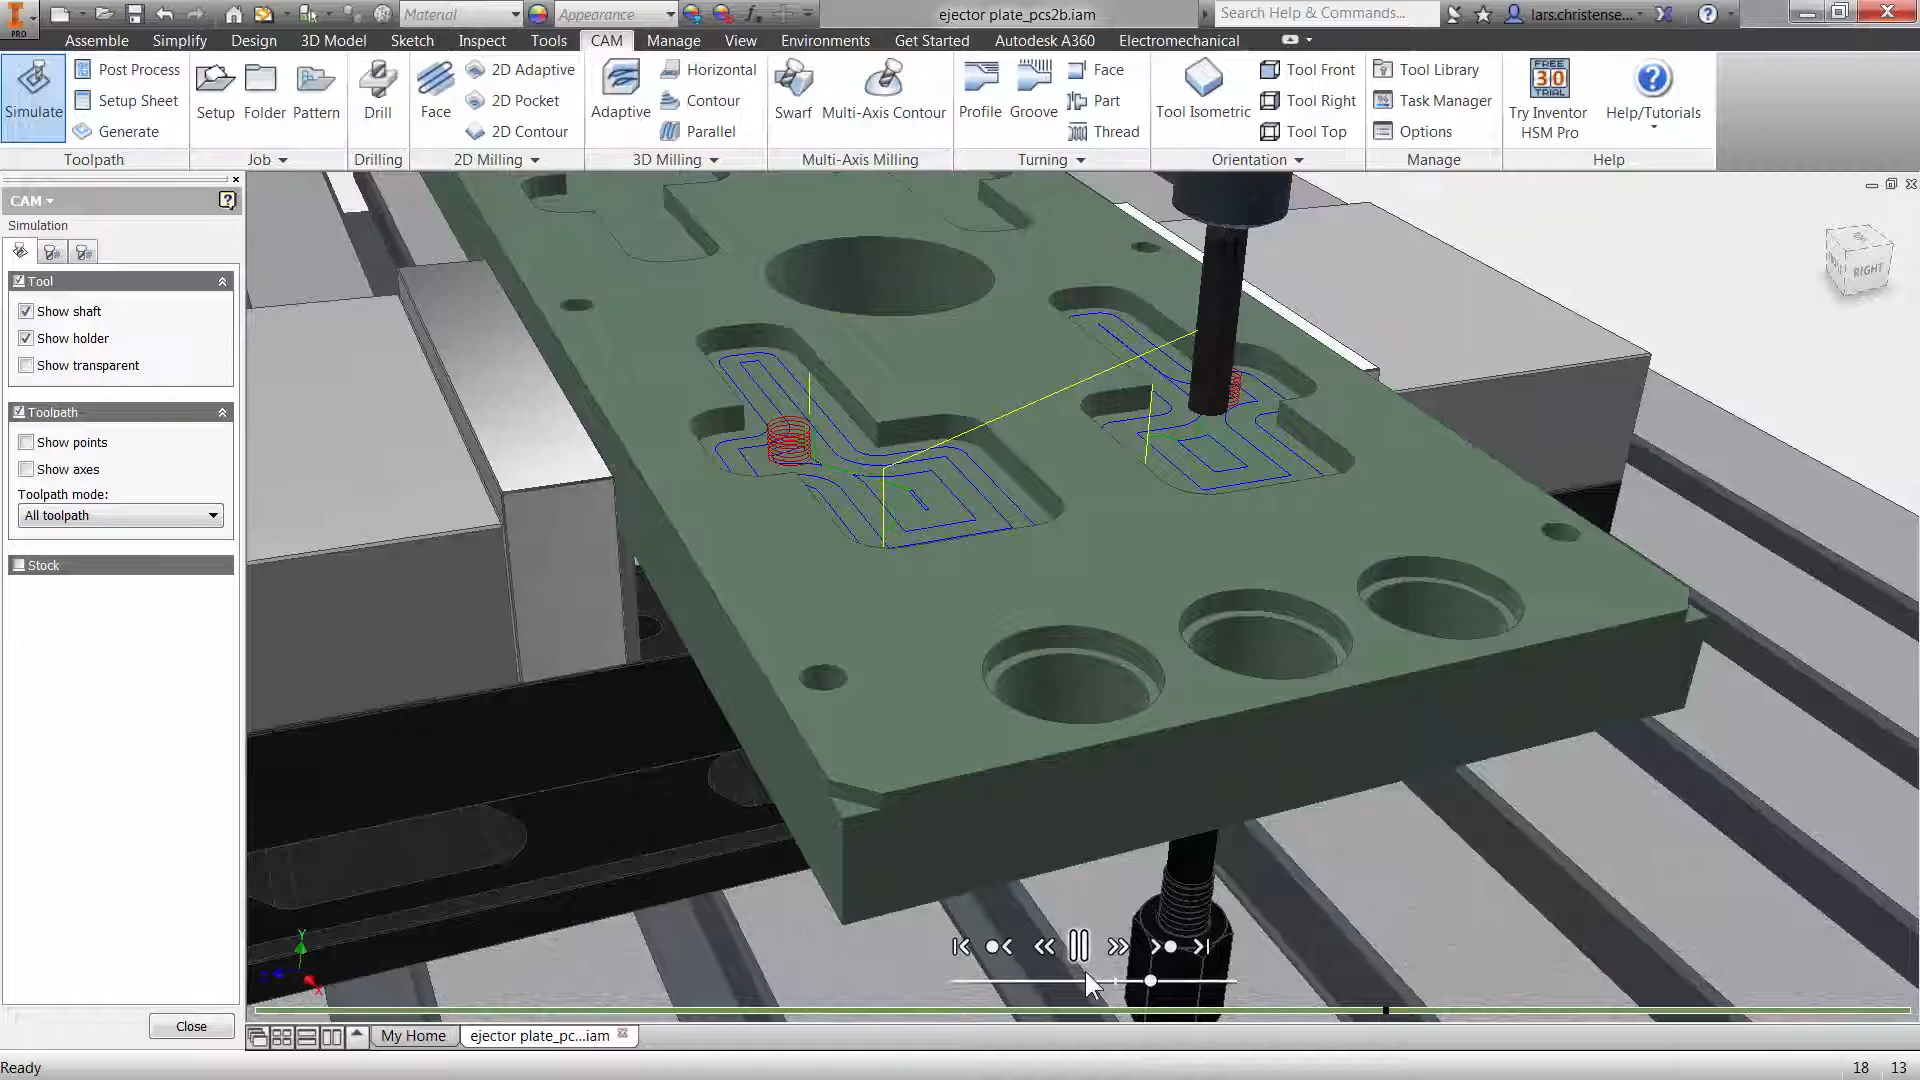 PRO
Material
Appearance
ejector plate_pcs2b.iam
Search Help & Commands...
lars.christense...
Assemble Simplify Design 3D Model Sketch Inspect Tools CAM Manage View Environments Get Started Autodesk A360 Electromechanical
Simulate
Post Process
Setup Sheet
Generate
Toolpath
Setup Folder Pattern
Job
Drill
Drilling
Face
2D Adaptive
2D Pocket
2D Contour
2D Milling
Adaptive
Horizontal
Contour
Parallel
3D Milling
Swarf Multi-Axis Contour
Multi-Axis Milling
Profile Groove
Face
Part
Thread
Turning
Tool Isometric
Tool Front
Tool Right
Tool Top
Orientation
Tool Library
Task Manager
Options
Manage
FREE
30
TRIAL
Try Inventor
HSM Pro
Help/Tutorials
Help
CAM
Simulation
Tool
Show shaft
Show holder
Show transparent
Toolpath
Show points
Show axes
Toolpath mode:
All toolpath
Stock
Close
RIGHT
Y
X
My Home
ejector plate_pc...iam
Ready
18 13